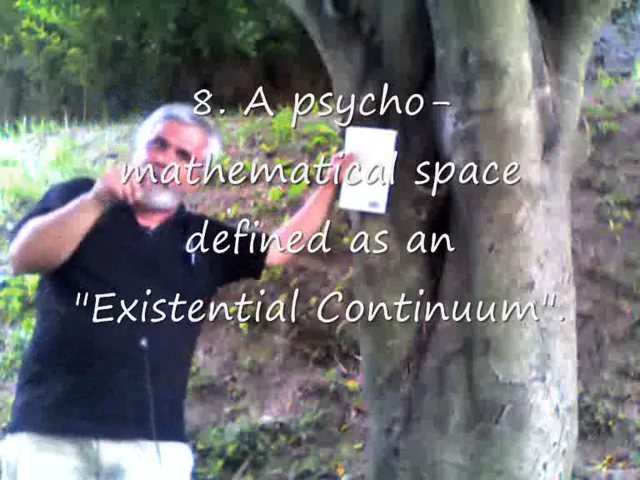 8. A psycho-
mathematical space
defined as an
"Existential Continuum".